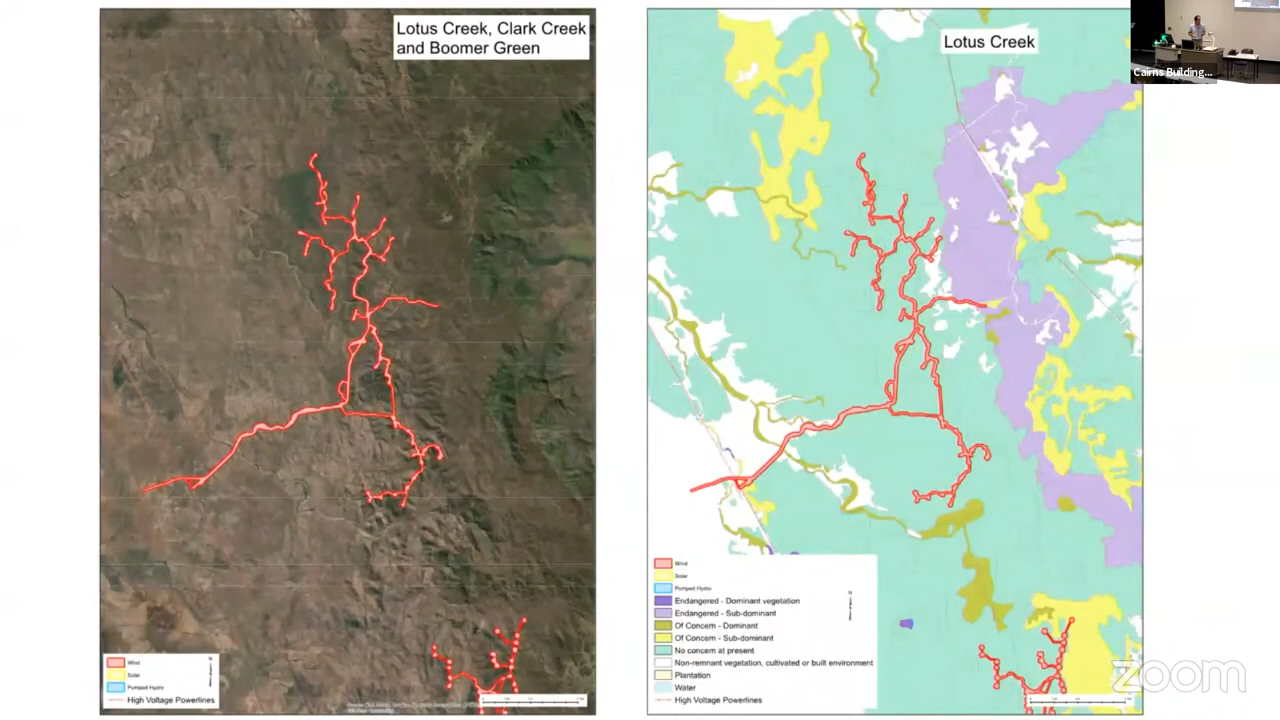 Lotus Creek, Clark Creek
and Boomer Green
Wind
Solar
Pumped Hydro
High Voltage Powerlines
N
Lotus Creek
Wind
Solar
Pumped Hydro
Endangered - Dominant vegetation
Endangered - Sub-dominant
Of Concern - Dominant
Of Concern - Sub-dominant
No concern at present
Non-remnant vegetation, cultivated or built environment
Plantation
Water
High Voltage Powerlines
N
Cairns Building...
zoom